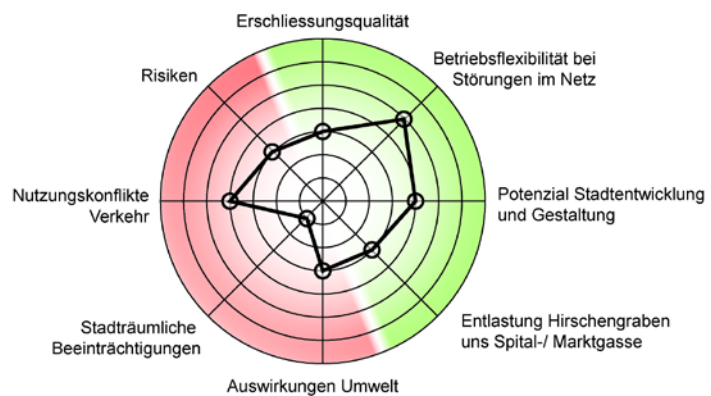 Erschliessungsqualität
Betriebsflexibilität bei
Störungen im Netz
Risiken
Nutzungskonflikte
Verkehr
Potenzial Stadtentwicklung
und Gestaltung
Stadträumliche
Beeinträchtigungen
Entlastung Hirschengraben
uns Spital-/ Marktgasse
Auswirkungen Umwelt